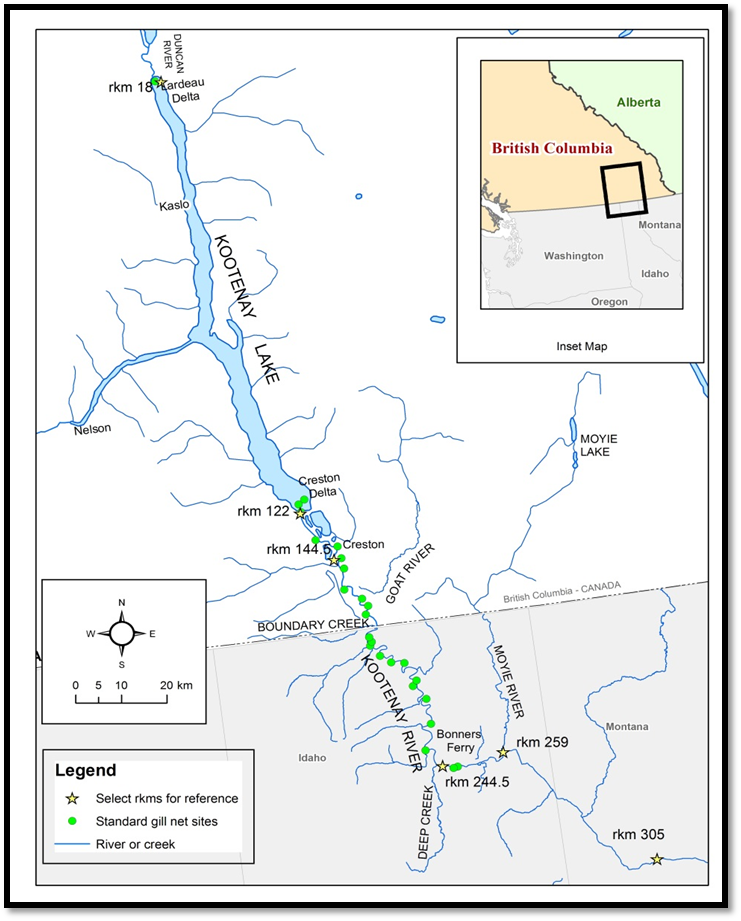 DUNCAN
RIVER
rkm 18
Lardeau
Delta
Kaslo
KOOTENAY
LAKE
Nelson
Creston
Delta
rkm 122
rkm 144.5
Creston
GOAT RIVER
MOYIE
LAKE
BOUNDARY CREEK
British Columbia - CANADA
KOOTENAY RIVER
MOYIE RIVER
Idaho
Montana
Bonners
Ferry
rkm 259
rkm 244.5
DEEP CREEK
rkm 305
Alberta
British Columbia
Montana
Washington
Idaho
Oregon
Inset Map
N
W
E
S
0 5 10 20 km
Legend
Select rkms for reference
Standard gill net sites
River or creek